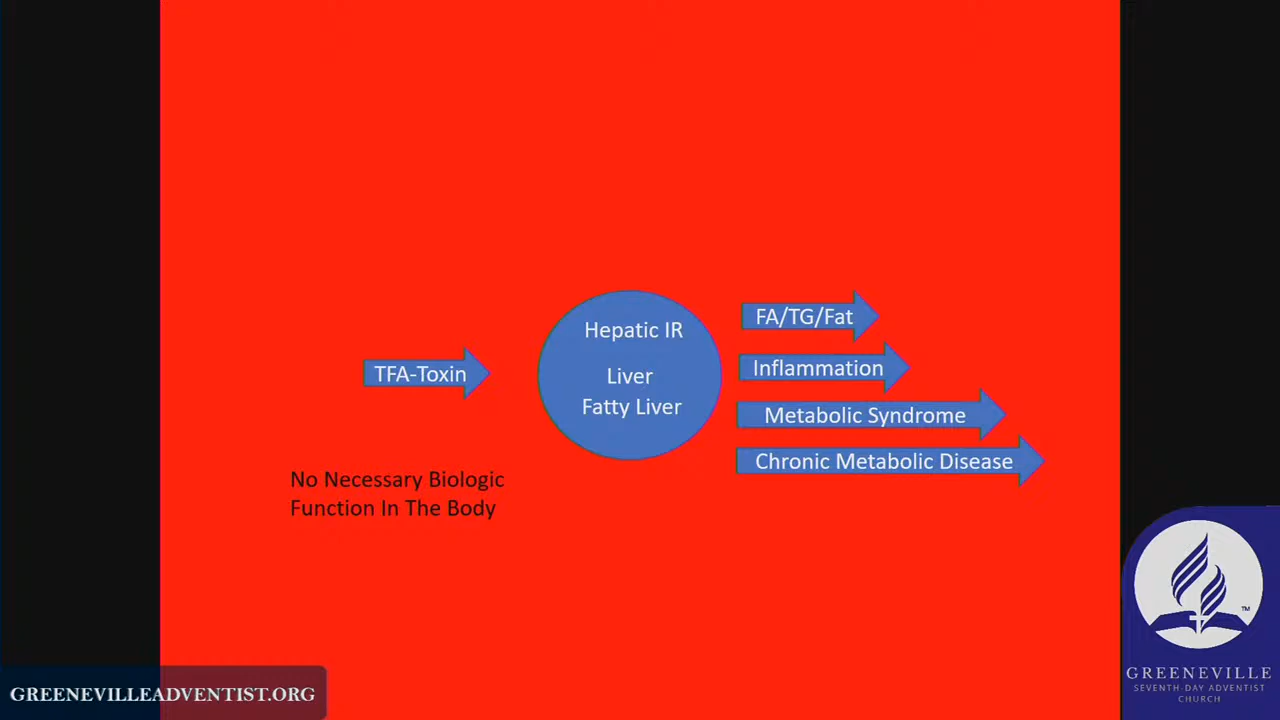 FA/TG/Fat
Hepatic IR
Inflammation
TFA-Toxin
Liver
Fatty Liver
Metabolic Syndrome
Chronic Metabolic Disease
No Necessary Biologic
Function In The Body
GREENEVILLE
SEVENTH-DAY ADVENTIST
CHURCH
TM
GREENEVILLEADVENTIST.ORG